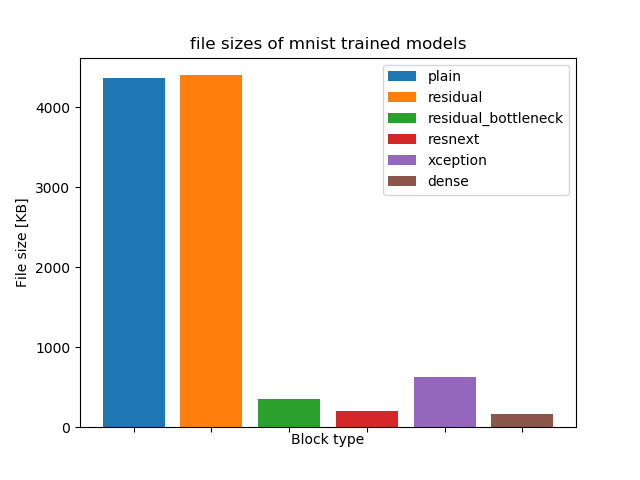 file sizes of mnist trained models
File size [KB]
4000
3000
2000
1000
0
plain
residual
residual_bottleneck
resnext
xception
dense
Block type